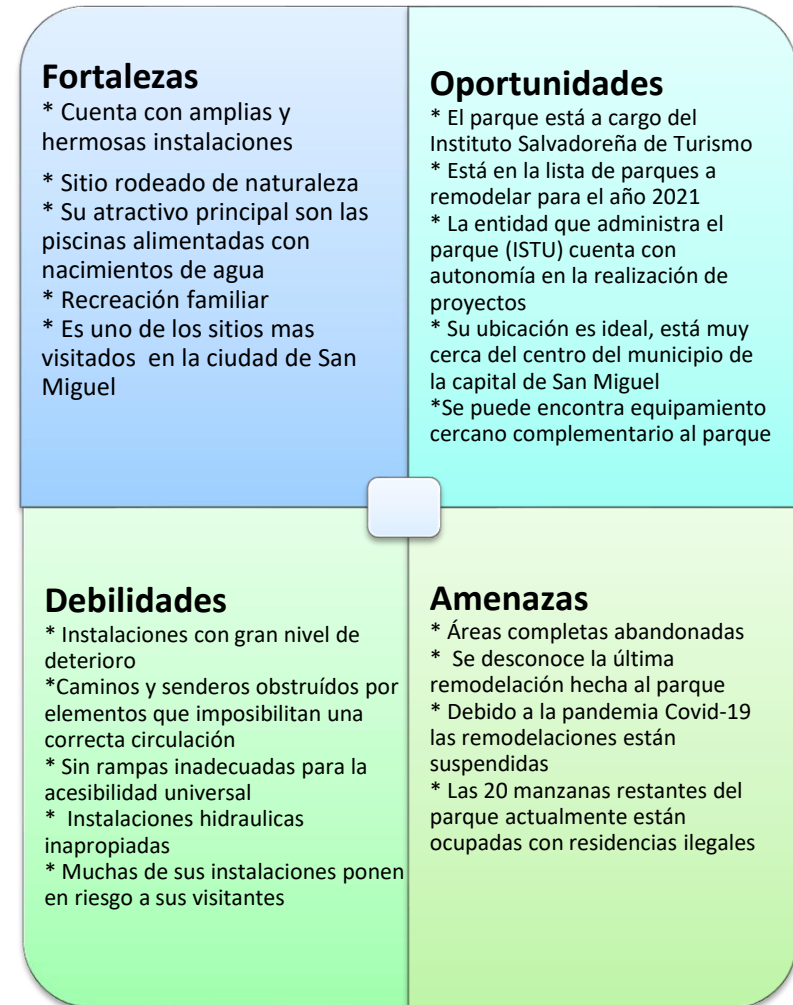 Fortalezas
* Cuenta con amplias y
hermosas instalaciones
* Sitio rodeado de naturaleza
* Su atractivo principal son las
piscinas alimentadas con
nacimientos de agua
* Recreación familiar
* Es uno de los sitios mas
visitados en la ciudad de San
Miguel
Oportunidades
* El parque está a cargo del
Instituto Salvadoreña de Turismo
* Está en la lista de parques a
remodelar para el año 2021
* La entidad que administra el
parque (ISTU) cuenta con
autonomía en la realización de
proyectos
* Su ubicación es ideal, está muy
cerca del centro del municipio de
la capital de San Miguel
*Se puede encontra equipamiento
cercano complementario al parque
Debilidades
* Instalaciones con gran nivel de
deterioro
*Caminos y senderos obstruídos por
elementos que imposibilitan una
correcta circulación
* Sin rampas inadecuadas para la
acesibilidad universal
* Instalaciones hidraulicas
inapropiadas
* Muchas de sus instalaciones ponen
en riesgo a sus visitantes
Amenazas
* Áreas completas abandonadas
* Se desconoce la última
remodelación hecha al parque
* Debido a la pandemia Covid-19
las remodelaciones están
suspendidas
* Las 20 manzanas restantes del
parque actualmente están
ocupadas con residencias ilegales